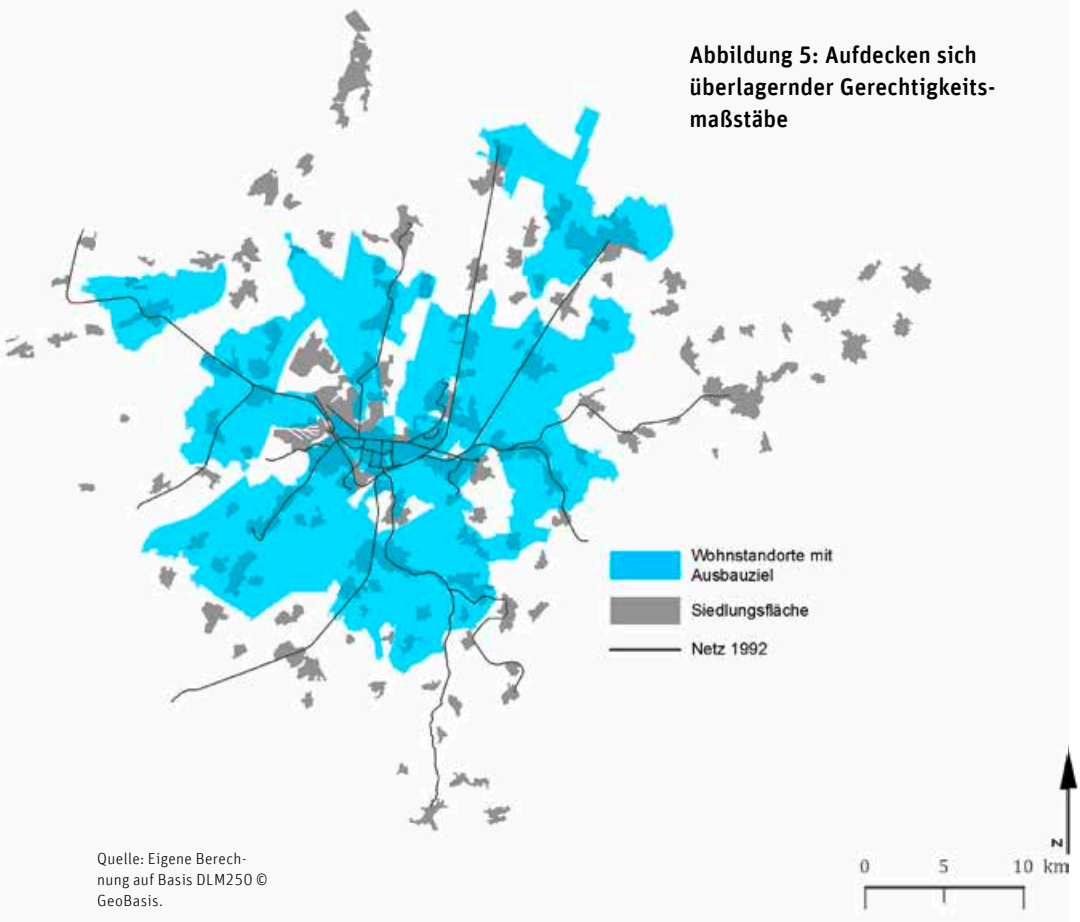 Abbildung 5: Aufdecken sich
überlagernder Gerechtigkeits-
maßstäbe
Wohnstandorte mit
Ausbauziel
Siedlungsfläche
Netz 1992
Quelle: Eigene Berech-
nung auf Basis DLM250 ©
GeoBasis.
N
0 5 10 km